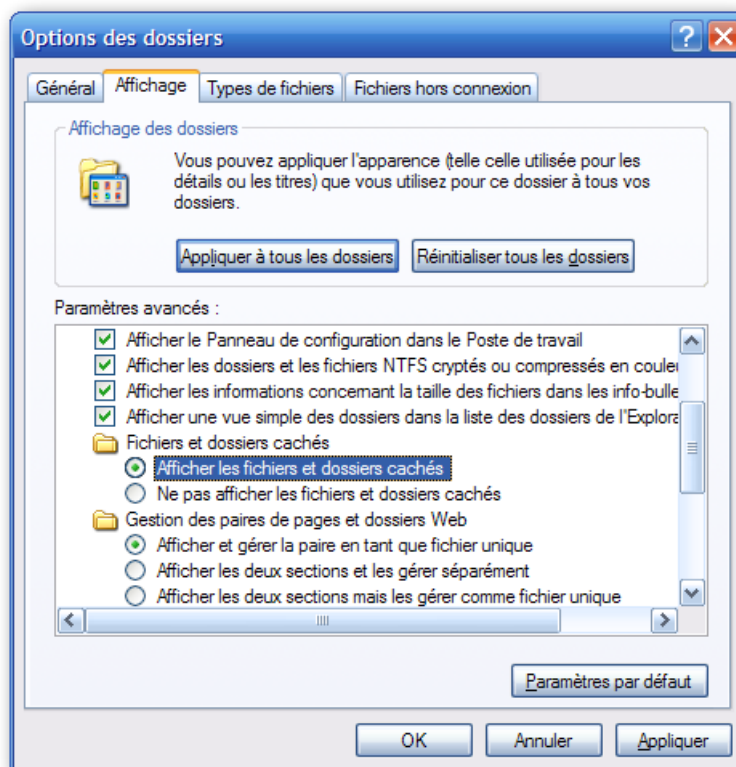 Options des dossiers
Général
Affichage
Types de fichiers
Fichiers hors connexion
Affichage des dossiers
Vous pouvez appliquer l'apparence (telle celle utilisée pour les
détails ou les titres) que vous utilisez pour ce dossier à tous vos
dossiers.
Appliquer à tous les dossiers
Réinitialiser tous les dossiers
Paramètres avancés :
Afficher le Panneau de configuration dans le Poste de travail
Afficher les dossiers et les fichiers NTFS cryptés ou compressés en couleu
Afficher les informations concernant la taille des fichiers dans les info-bulle
Afficher une vue simple des dossiers dans la liste des dossiers de l'Explora
Fichiers et dossiers cachés
Afficher les fichiers et dossiers cachés
Ne pas afficher les fichiers et dossiers cachés
Gestion des paires de pages et dossiers Web
Afficher et gérer la paire en tant que fichier unique
Afficher les deux sections et les gérer séparément
Afficher les deux sections mais les gérer comme fichier unique
Paramètres par défaut
OK
Annuler
Appliquer